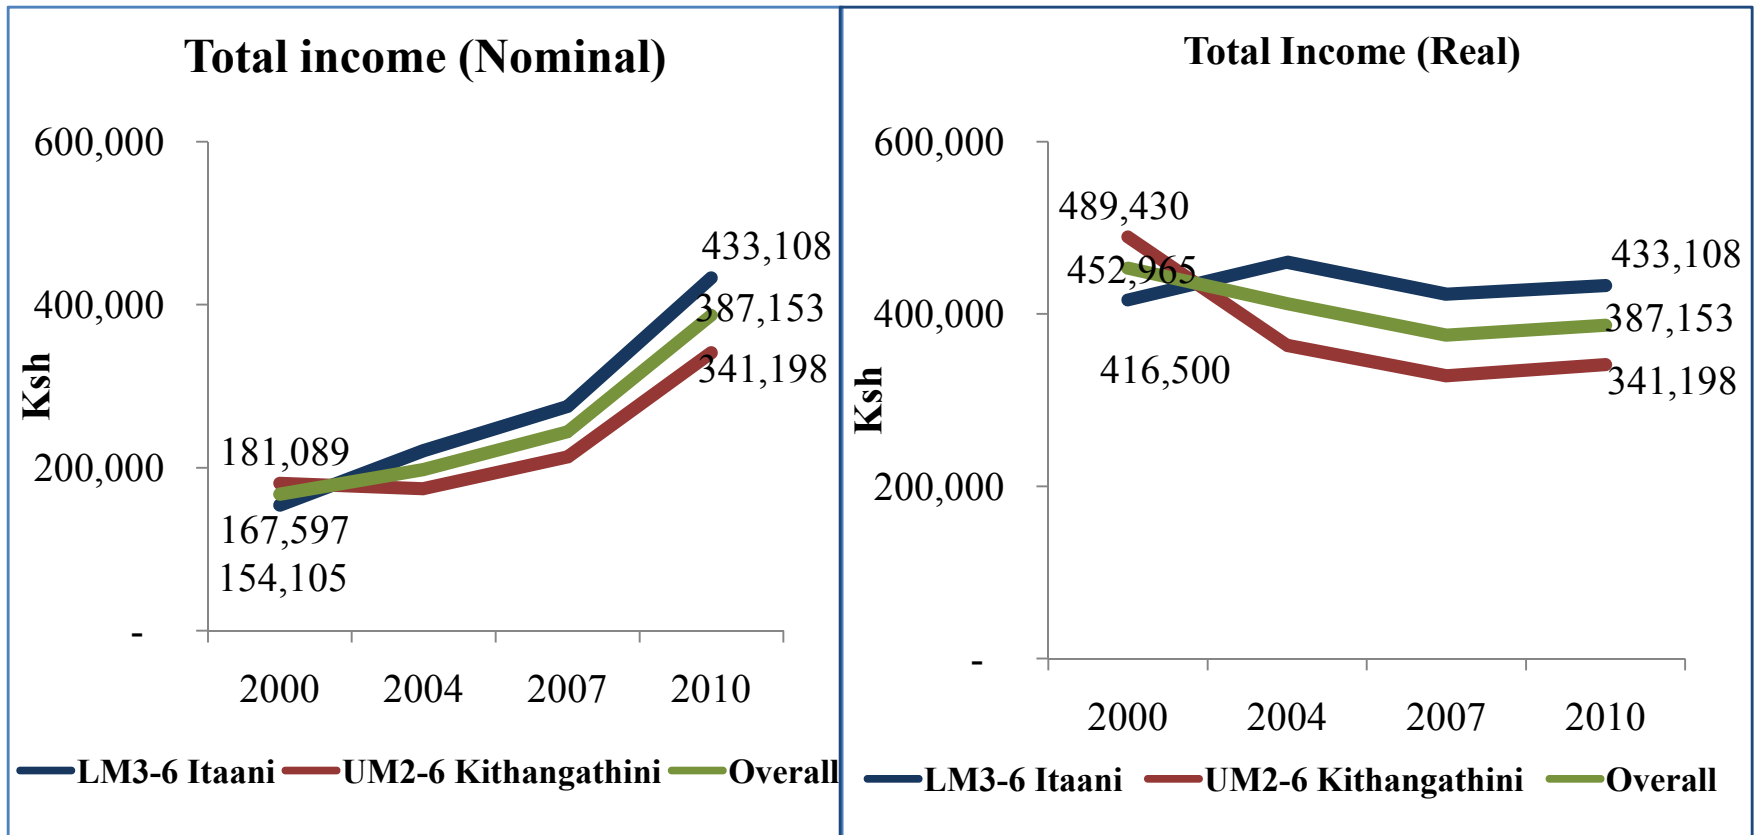 Total income (Nominal)
600,000
400,000
200,000
-
Ksh
433,108
387,153
341,198
181,089
167,597
154,105
2000 2004 2007 2010
LM3-6 Itaani UM2-6 Kithangathini Overall
Total Income (Real)
600,000
400,000
200,000
-
Ksh
489,430
452,965
416,500
433,108
387,153
341,198
2000 2004 2007 2010
LM3-6 Itaani UM2-6 Kithangathini Overall